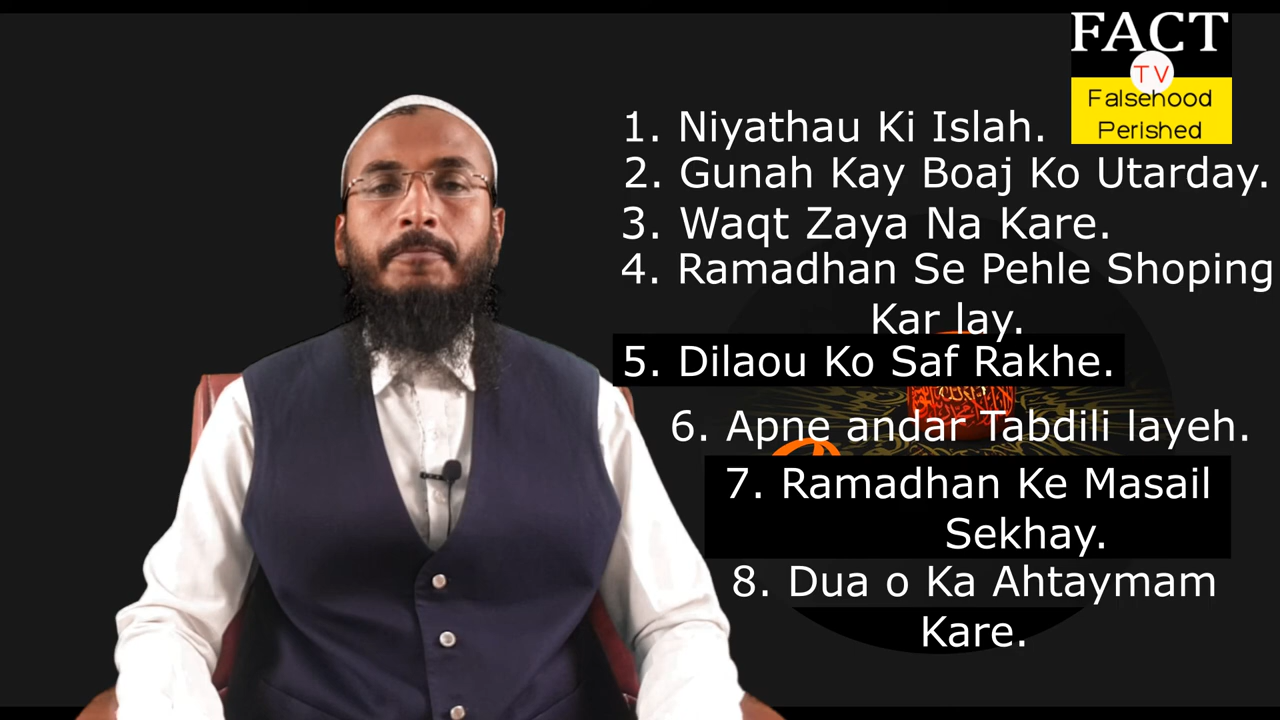 FACT
TV
Falsehood
Perished
1. Niyathau Ki Islah.
2. Gunah Kay Boaj Ko Utarday.
3. Waqt Zaya Na Kare.
4. Ramadhan Se Pehle Shoping
Kar lay.
5. Dilaou Ko Saf Rakhe.
6. Apne andar Tabdili layeh.
7. Ramadhan Ke Masail
Sekhay.
8. Dua o Ka Ahtaymam
Kare.